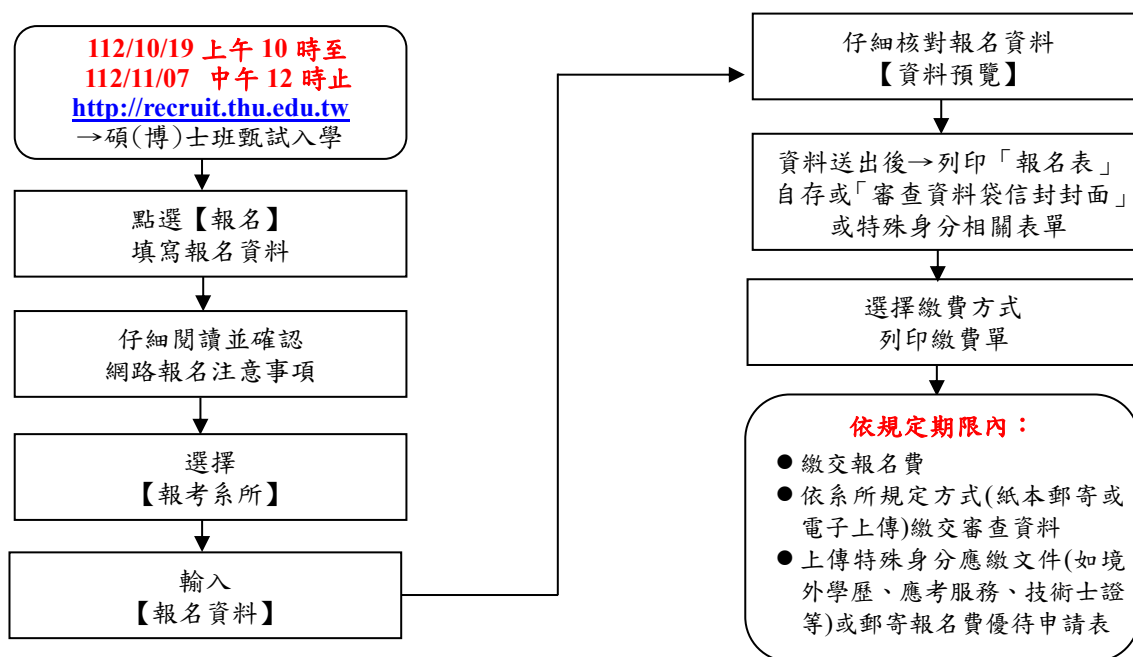 112/10/19 上午 10 時至
112/11/07 中午 12 時止
http://recruit.thu.edu.tw
→碩(博)士班甄試入學
點選【報名】
填寫報名資料
仔細閱讀並確認
網路報名注意事項
選擇
【報考系所】
輸入
【報名資料】
仔細核對報名資料
【資料預覽】
資料送出後→列印「報名表」
自存或「審查資料袋信封封面」
或特殊身分相關表單
選擇繳費方式
列印繳費單
依規定期限內：
● 繳交報名費
● 依系所規定方式(紙本郵寄或
電子上傳)繳交審查資料
● 上傳特殊身分應繳文件(如境
外學歷、應考服務、技術士證
等)或郵寄報名費優待申請表